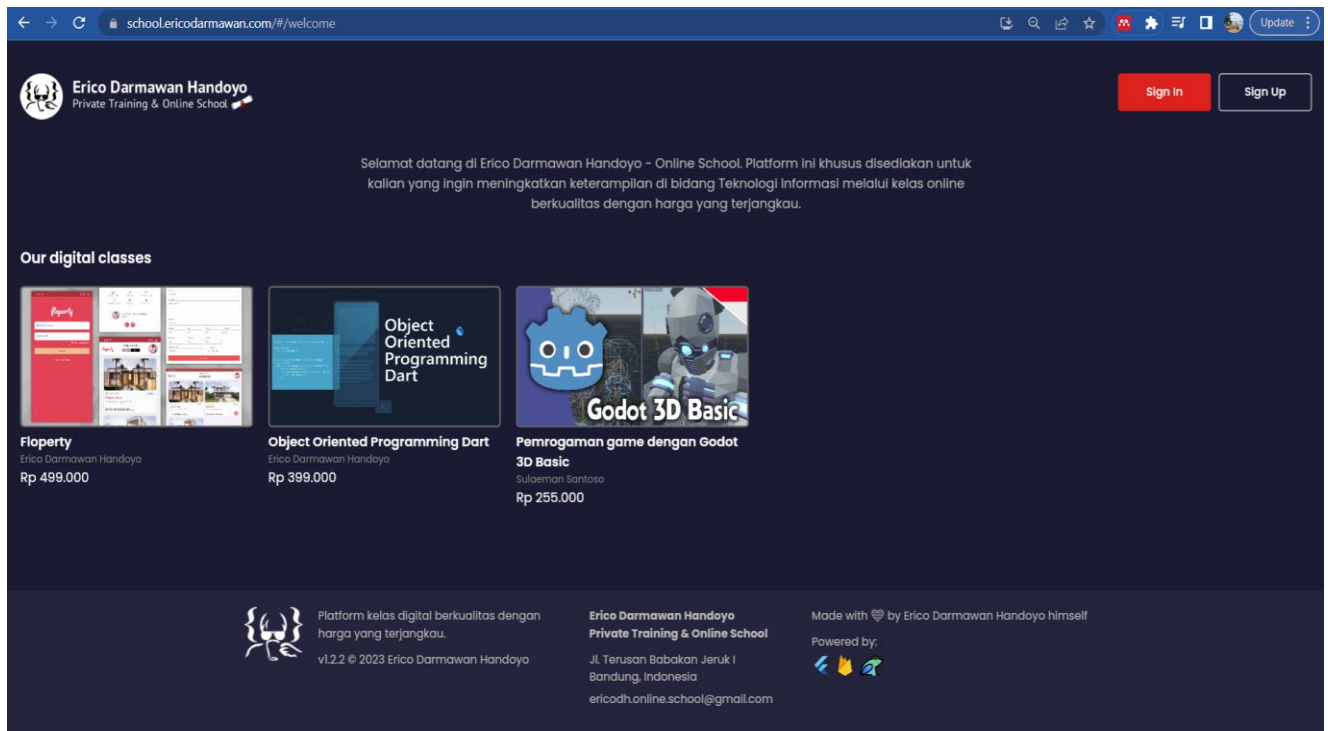 school.ericodarmawan.com/#/welcome
Update
Erico Darmawan Handoyo
Private Training & Online School
Sign In
Sign Up
Selamat datang di Erico Darmawan Handoyo - Online School. Platform ini khusus disediakan untuk
kalian yang ingin meningkatkan keterampilan di bidang Teknologi Informasi melalui kelas online
berkualitas dengan harga yang terjangkau.
Our digital classes
floperty
Object
Oriented
Programming
Dart
Godot 3D Basic
Floperty
Erico Darmawan Handoyo
Rp 499.000
Object Oriented Programming Dart
Erico Darmawan Handoyo
Rp 399.000
Pemrogaman game dengan Godot
3D Basic
Sulaeman Santoso
Rp 255.000
Platform kelas digital berkualitas dengan
harga yang terjangkau.
v1.2.2 © 2023 Erico Darmawan Handoyo
Erico Darmawan Handoyo
Private Training & Online School
Jl. Terusan Babakan Jeruk I
Bandung, Indonesia
ericodh.online.school@gmail.com
Made with by Erico Darmawan Handoyo himself
Powered by: